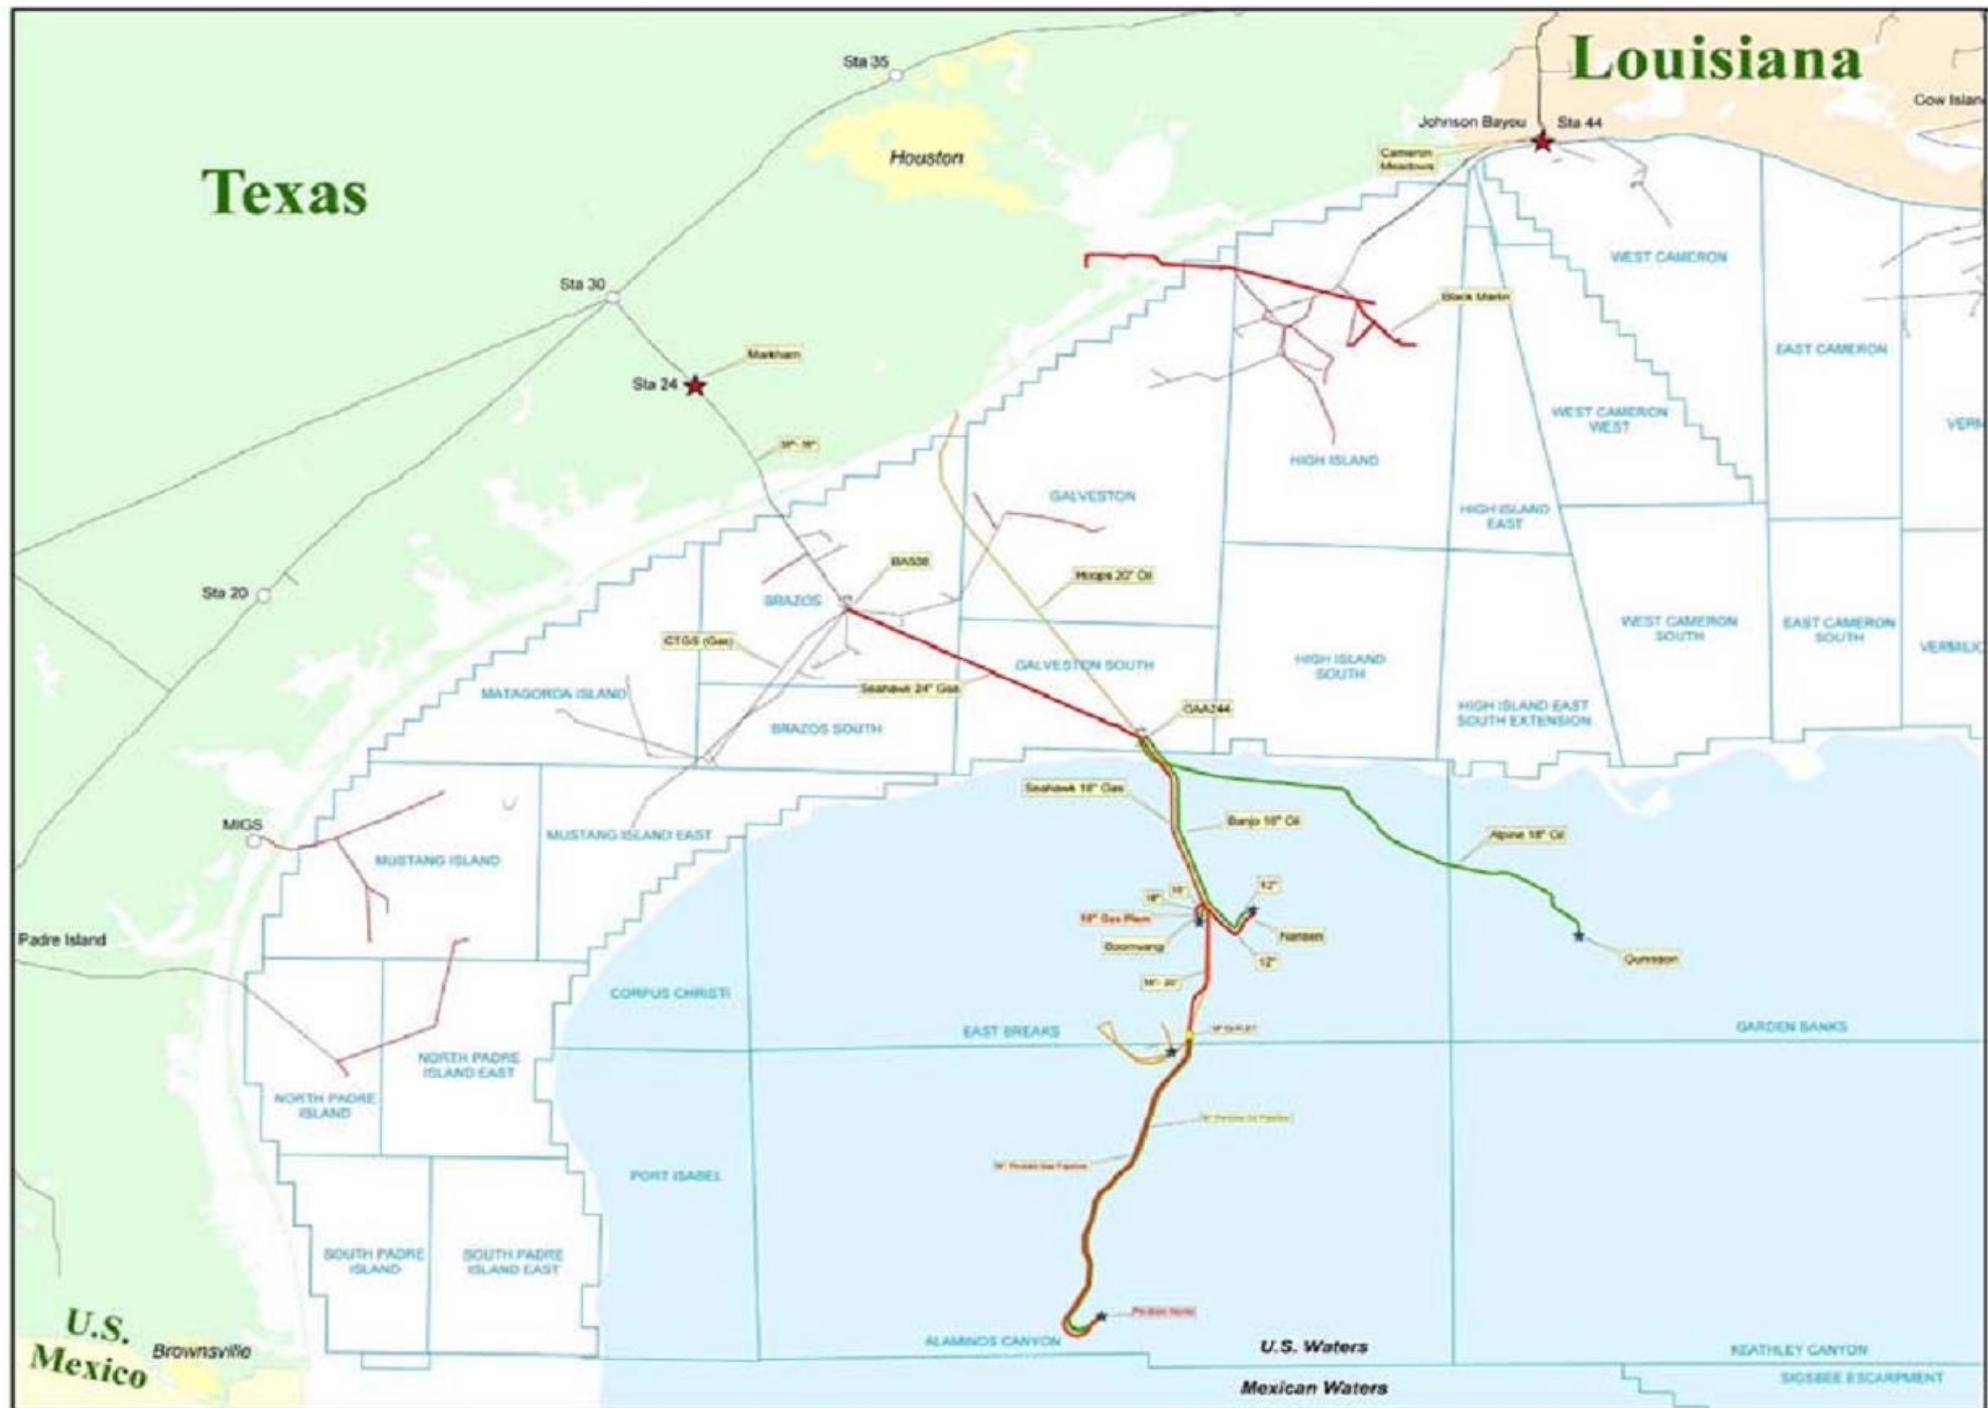 Louisiana
Sta 35
Cow Islan
Johnson Bayou
Sta 44
Cameron
Meadows
Houston
Texas
WEST CAMERON
Sta 30
Black Marlin
Markham
EAST CAMERON
Sta 24
WEST CAMERON
WEST
VERM
HIGH ISLAND
GALVESTON
HIGH ISLAND
EAST
Hoops 20" Oil
Sta 20
BRAZOS
WEST CAMERON
SOUTH
EAST CAMERON
SOUTH
CTGS (Gas)
GALVESTON SOUTH
HIGH ISLAND
SOUTH
VERMILIO
Seahawk 24" Gas
MATAGORDA ISLAND
GAA244
HIGH ISLAND EAST
SOUTH EXTENSION
BRAZOS SOUTH
Seahawk 18" Gas
MIGS
Banjo 16" Oil
MUSTANG ISLAND EAST
Alpine 18" Oil
MUSTANG ISLAND
12"
Boomvang
Nansen
Padre Island
12"
Gunnison
CORPUS CHRISTI
EAST BREAKS
GARDEN BANKS
NORTH PADRE
ISLAND EAST
NORTH PADRE
ISLAND
PORT ISABEL
SOUTH PADRE
ISLAND
SOUTH PADRE
ISLAND EAST
U.S.
Mexico
Brownsville
ALAMINOS CANYON
U.S. Waters
KEATHLEY CANYON
Mexican Waters
SIGSBEE ESCARPMENT